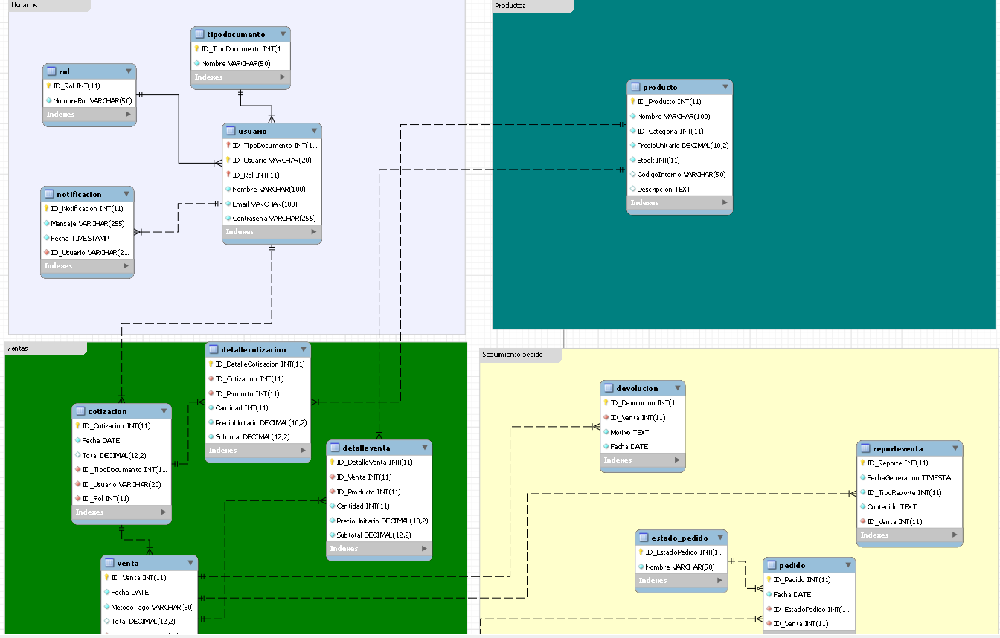 Usuarios
tipodocumento
ID_TipoDocumento INT(1...
Nombre VARCHAR(50)
Indexes
rol
ID_Rol INT(11)
NombreRol VARCHAR(50)
Indexes
usuario
ID_TipoDocumento INT(1...
ID_Usuario VARCHAR(20)
ID_Rol INT(11)
Nombre VARCHAR(100)
Email VARCHAR(100)
Contrasena VARCHAR(255)
Indexes
notificacion
ID_Notificacion INT(11)
Mensaje VARCHAR(255)
Fecha TIMESTAMP
ID_Usuario VARCHAR(2...
Indexes
Productos
producto
ID_Producto INT(11)
Nombre VARCHAR(100)
ID_Categoria INT(11)
PrecioUnitario DECIMAL(10,2)
Stock INT(11)
CodigoInterno VARCHAR(50)
Descripcion TEXT
Indexes
Ventas
detallecotizacion
ID_DetalleCotizacion INT(11)
ID_Cotizacion INT(11)
ID_Producto INT(11)
Cantidad INT(11)
PrecioUnitario DECIMAL(10,2)
Subtotal DECIMAL(12,2)
Indexes
cotizacion
ID_Cotizacion INT(11)
Fecha DATE
Total DECIMAL(12,2)
ID_TipoDocumento INT(1...
ID_Usuario VARCHAR(20)
ID_Rol INT(11)
Indexes
detalleventa
ID_DetalleVenta INT(11)
ID_Venta INT(11)
ID_Producto INT(11)
Cantidad INT(11)
PrecioUnitario DECIMAL(10,2)
Subtotal DECIMAL(12,2)
Indexes
venta
ID_Venta INT(11)
Fecha DATE
MetodoPago VARCHAR(50)
Total DECIMAL(12,2)
Seguimiento pedido
devolucion
ID_Devolucion INT(1...
ID_Venta INT(11)
Motivo TEXT
Fecha DATE
Indexes
reporteventa
ID_Reporte INT(11)
FechaGeneracion TIMESTA...
ID_TipoReporte INT(11)
Contenido TEXT
ID_Venta INT(11)
Indexes
estado_pedido
ID_EstadoPedido INT(1...
Nombre VARCHAR(50)
Indexes
pedido
ID_Pedido INT(11)
Fecha DATE
ID_EstadoPedido INT(1...
ID_Venta INT(11)